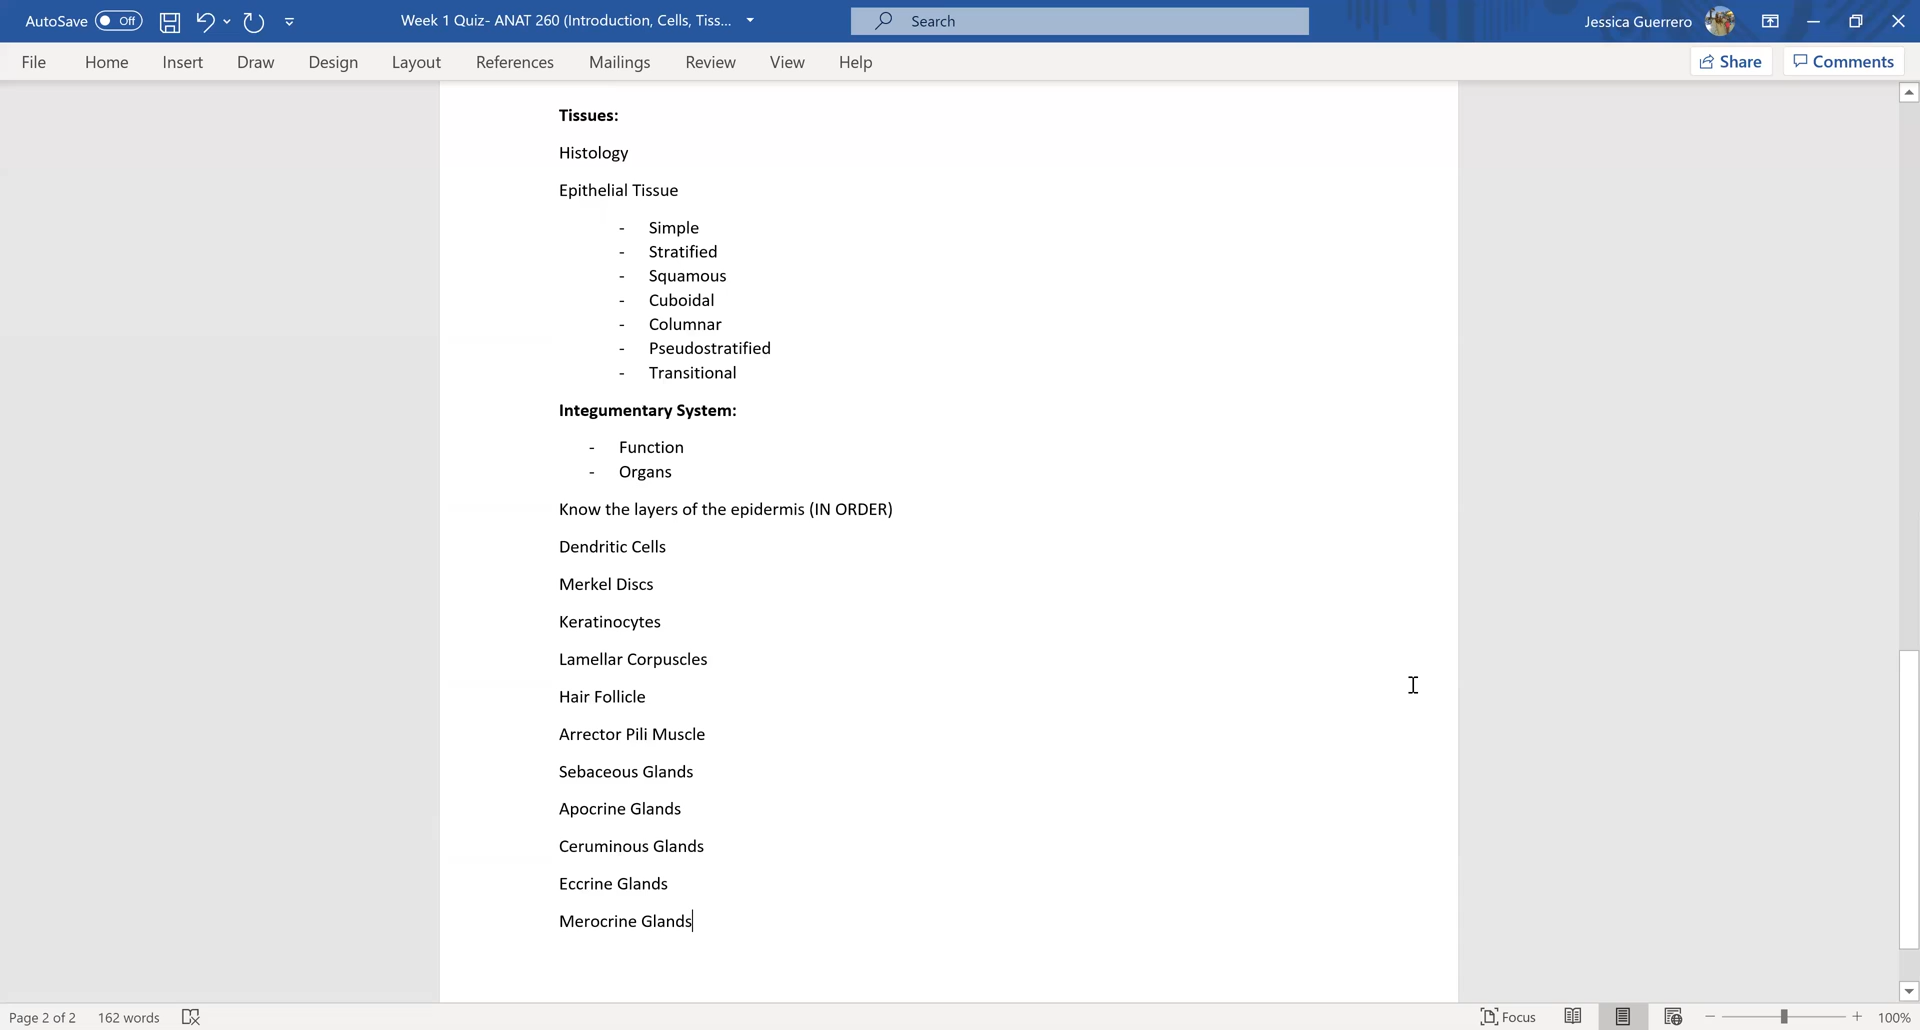 AutoSave Off Week 1 Quiz- ANAT 260 (Introduction, Cells, Tiss... Search Jessica Guerrero
File Home Insert Draw Design Layout References Mailings Review View Help Share Comments
Tissues:
Histology
Epithelial Tissue
- Simple
- Stratified
- Squamous
- Cuboidal
- Columnar
- Pseudostratified
- Transitional
Integumentary System:
- Function
- Organs
Know the layers of the epidermis (IN ORDER)
Dendritic Cells
Merkel Discs
Keratinocytes
Lamellar Corpuscles
Hair Follicle
Arrector Pili Muscle
Sebaceous Glands
Apocrine Glands
Ceruminous Glands
Eccrine Glands
Merocrine Glands
Page 2 of 2 162 words Focus 100%